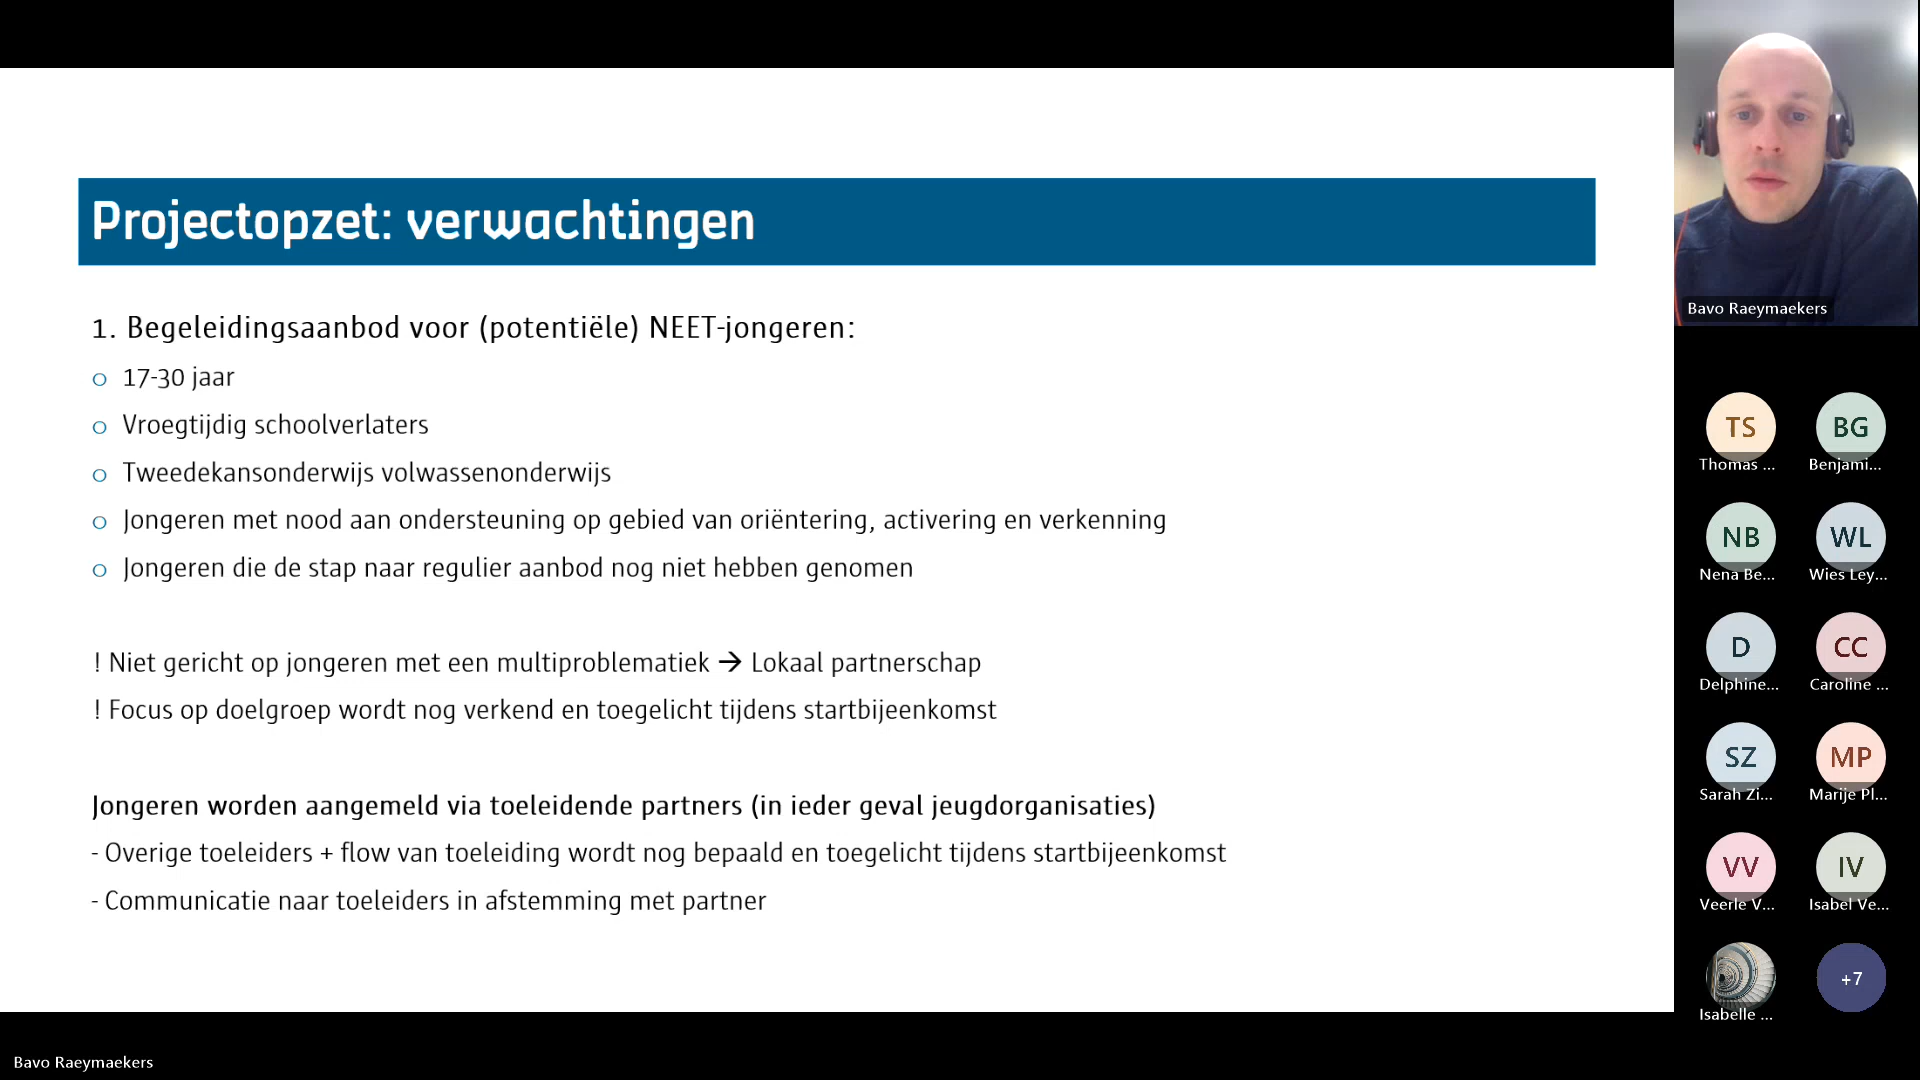 Projectopzet: verwachtingen
1. Begeleidingsaanbod voor (potentiële) NEET-jongeren:
o 17-30 jaar
o Vroegtijdig schoolverlaters
o Tweedekansonderwijs volwassenonderwijs
o Jongeren met nood aan ondersteuning op gebied van oriëntering, activering en verkenning
o Jongeren die de stap naar regulier aanbod nog niet hebben genomen
! Niet gericht op jongeren met een multiproblematiek → Lokaal partnerschap
! Focus op doelgroep wordt nog verkend en toegelicht tijdens startbijeenkomst
Jongeren worden aangemeld via toeleidende partners (in ieder geval jeugdorganisaties)
- Overige toeleiders + flow van toeleiding wordt nog bepaald en toegelicht tijdens startbijeenkomst
- Communicatie naar toeleiders in afstemming met partner
Bavo Raeymaekers
TS BG
Thomas ... Benjami...
NB WL
Nena Be... Wies Ley...
D CC
Delphine... Caroline ...
SZ MP
Sarah Zi... Marije Pl...
VV IV
Veerle V... Isabel Ve...
+7
Isabelle ...
Bavo Raeymaekers